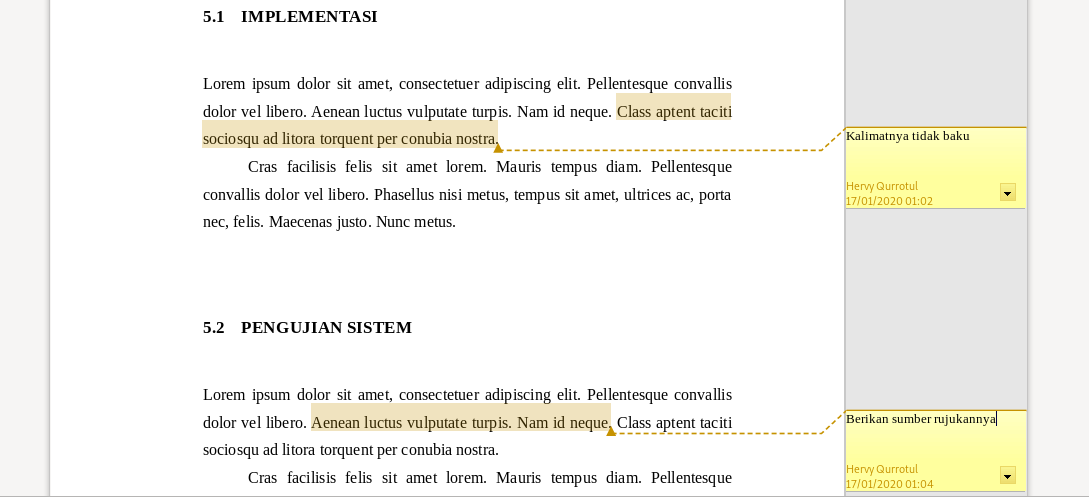 5.1 IMPLEMENTASI
Lorem ipsum dolor sit amet, consectetuer adipiscing elit. Pellentesque convallis
dolor vel libero. Aenean luctus vulputate turpis. Nam id neque. Class aptent taciti
sociosqu ad litora torquent per conubia nostra.
Kalimatnya tidak baku
Hervy Qurrotul
17/01/2020 01:02
Cras facilisis felis sit amet lorem. Mauris tempus diam. Pellentesque
convallis dolor vel libero. Phasellus nisi metus, tempus sit amet, ultrices ac, porta
nec, felis. Maecenas justo. Nunc metus.
5.2 PENGUJIAN SISTEM
Lorem ipsum dolor sit amet, consectetuer adipiscing elit. Pellentesque convallis
dolor vel libero. Aenean luctus vulputate turpis. Nam id neque. Class aptent taciti
sociosqu ad litora torquent per conubia nostra.
Berikan sumber rujukannya
Hervy Qurrotul
17/01/2020 01:04
Cras facilisis felis sit amet lorem. Mauris tempus diam. Pellentesque